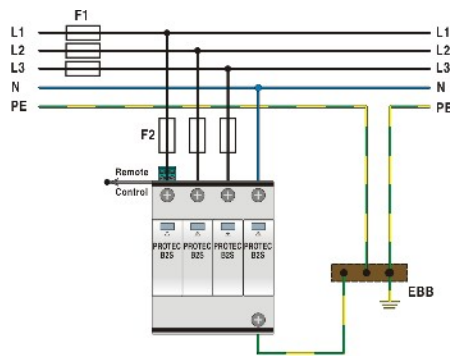 F1
L1 L1
L2 L2
L3 L3
N N
PE PE
F2
Remote
Control
PROTEC PROTEC PROTEC PROTEC
B2S B2S B2S B2S
EBB